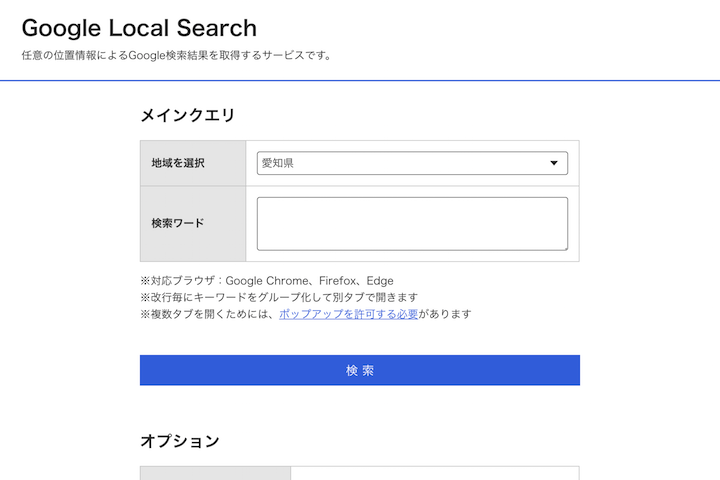 Google Local Search
任意の位置情報によるGoogle検索結果を取得するサービスです。
メインクエリ
地域を選択
愛知県
検索ワード
※対応ブラウザ：Google Chrome、Firefox、Edge
※改行毎にキーワードをグループ化して別タブで開きます
※複数タブを開くためには、ポップアップを許可する必要があります
検 索
オプション